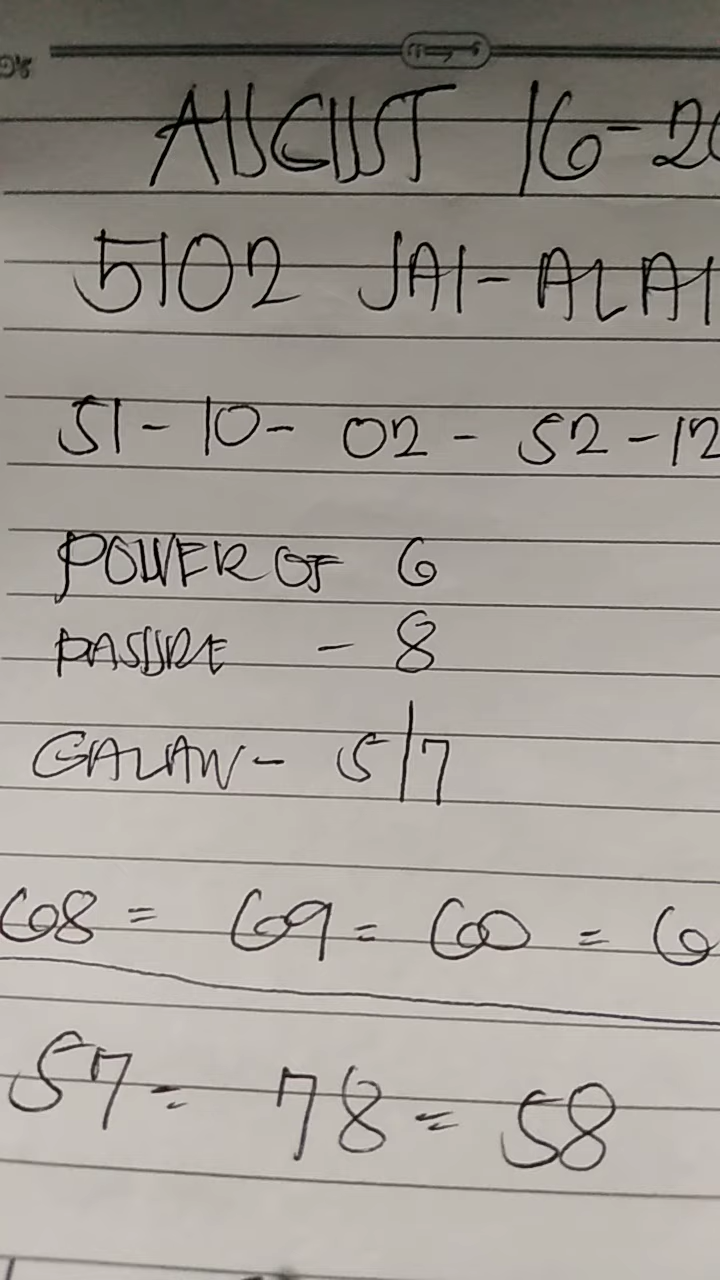 AUGUST 16-20
5102 JAI-ALAI
51-10-02-52-12
POWER OF 6
PASURE - 8
GALAW - 5/7
68 = 69 = 60 = 6
57 = 78 = 58